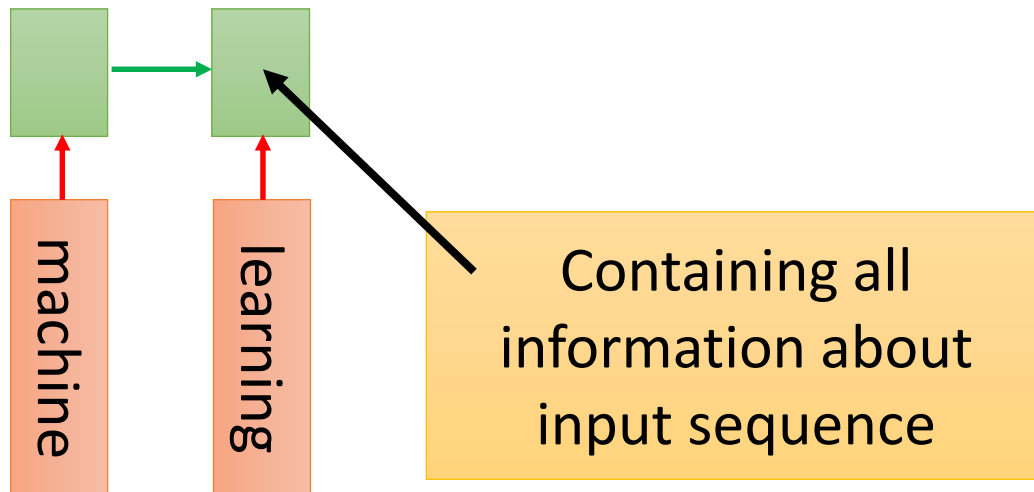 machine
learning
Containing all
information about
input sequence